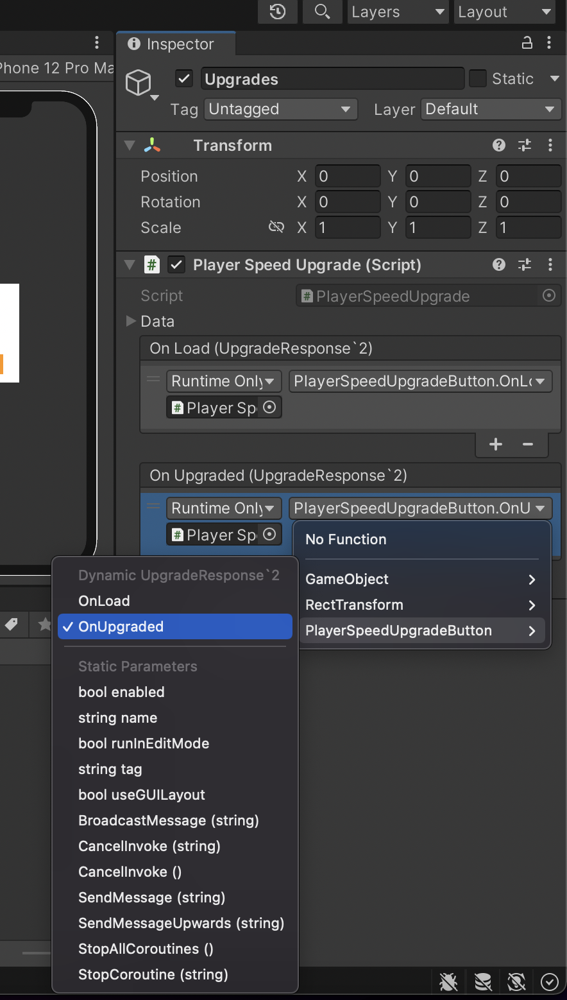 Layers
Layout
Inspector
Phone 12 Pro Ma
Upgrades
Static
Tag Untagged
Layer Default
Transform
Position X 0 Y 0 Z 0
Rotation X 0 Y 0 Z 0
Scale X 1 Y 1 Z 1
# Player Speed Upgrade (Script)
Script # PlayerSpeedUpgrade
Data
On Load (UpgradeResponse`2)
Runtime Only PlayerSpeedUpgradeButton.OnLo
# Player Spe
+ −
On Upgraded (UpgradeResponse`2)
Runtime Only PlayerSpeedUpgradeButton.OnU
# Player Spe
No Function
GameObject
RectTransform
PlayerSpeedUpgradeButton
Dynamic UpgradeResponse`2
OnLoad
✓ OnUpgraded
Static Parameters
bool enabled
string name
bool runInEditMode
string tag
bool useGUILayout
BroadcastMessage (string)
CancelInvoke (string)
CancelInvoke ()
SendMessage (string)
SendMessageUpwards (string)
StopAllCoroutines ()
StopCoroutine (string)